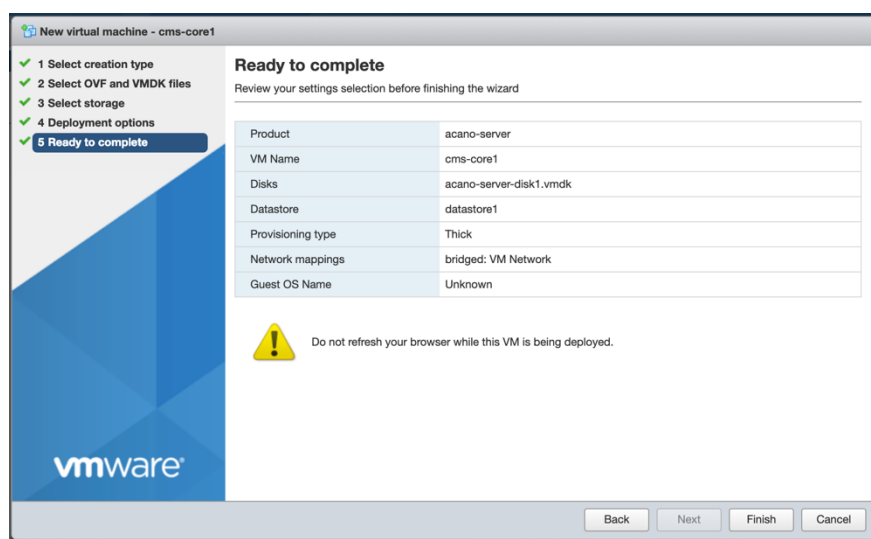 New virtual machine - cms-core1
1 Select creation type
2 Select OVF and VMDK files
3 Select storage
4 Deployment options
5 Ready to complete
Ready to complete
Review your settings selection before finishing the wizard
Product acano-server
VM Name cms-core1
Disks acano-server-disk1.vmdk
Datastore datastore1
Provisioning type Thick
Network mappings bridged: VM Network
Guest OS Name Unknown
Do not refresh your browser while this VM is being deployed.
vmware®
Back Next Finish Cancel